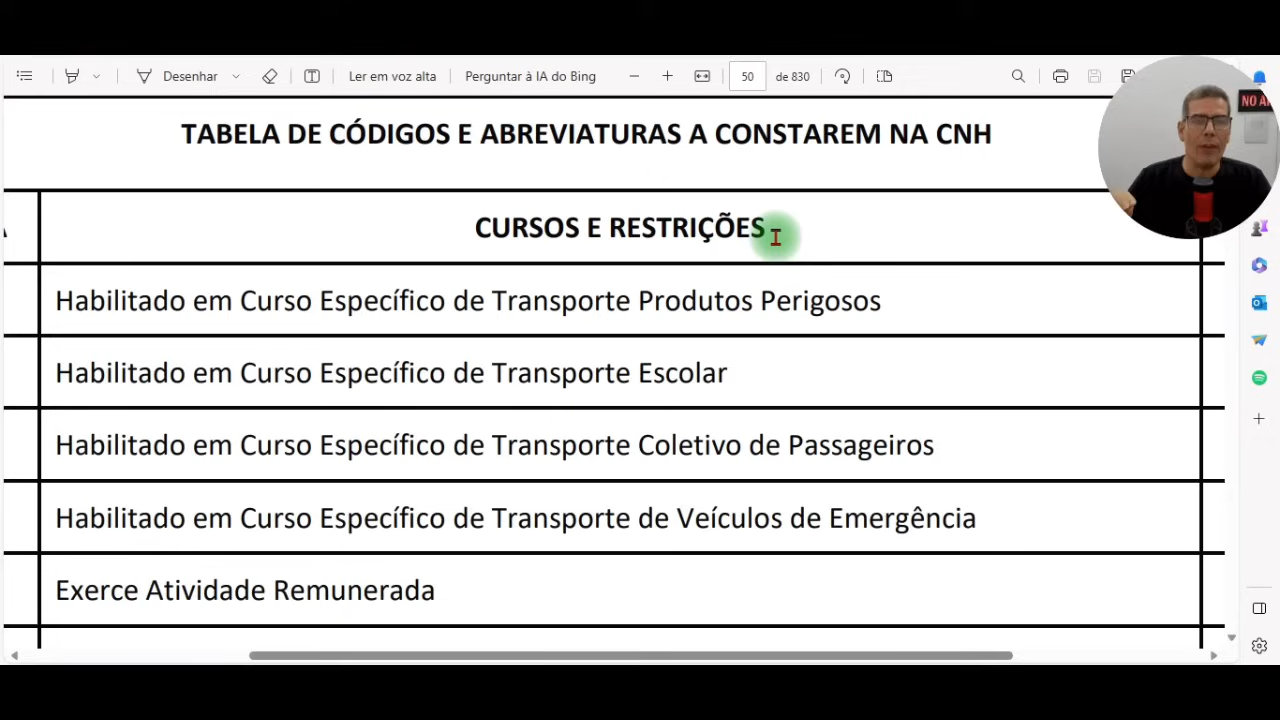 Desenhar
Ler em voz alta
Perguntar à IA do Bing
50
de 830
NO A
TABELA DE CÓDIGOS E ABREVIATURAS A CONSTAREM NA CNH
CURSOS E RESTRIÇÕES
Habilitado em Curso Específico de Transporte Produtos Perigosos
Habilitado em Curso Específico de Transporte Escolar
Habilitado em Curso Específico de Transporte Coletivo de Passageiros
Habilitado em Curso Específico de Transporte de Veículos de Emergência
Exerce Atividade Remunerada